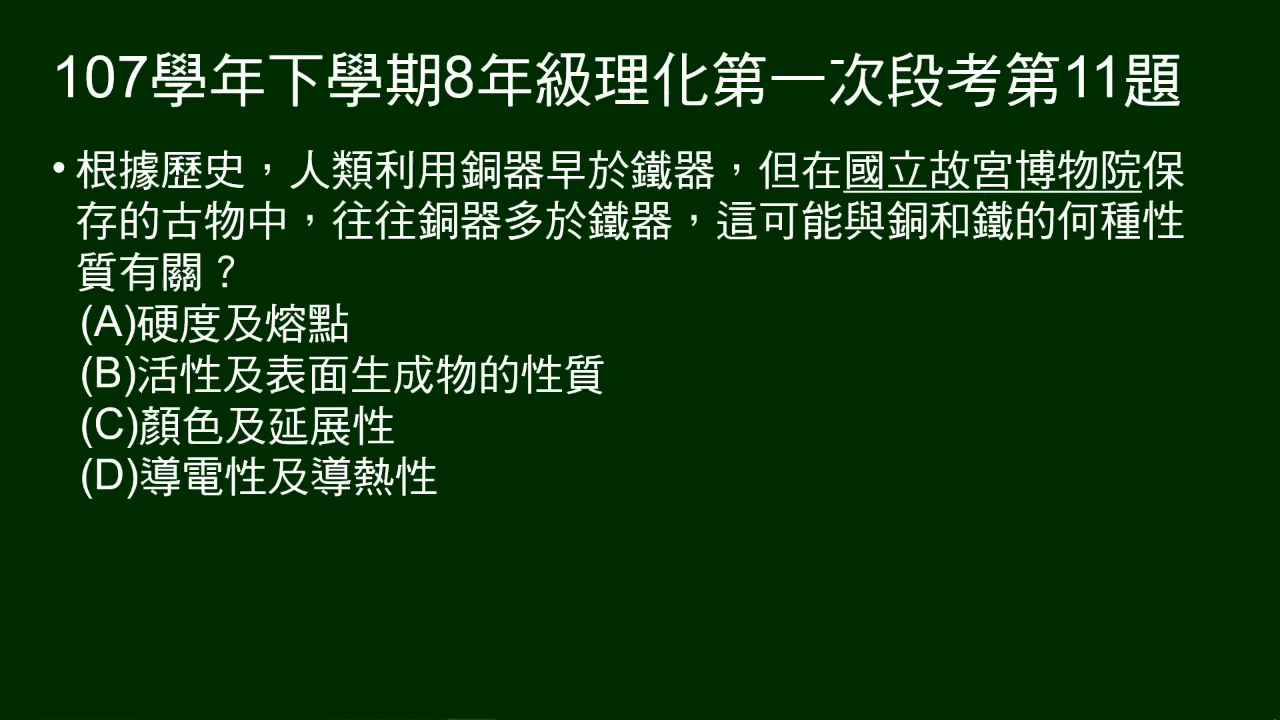 107學年下學期8年級理化第一次段考第11題
• 根據歷史，人類利用銅器早於鐵器，但在國立故宮博物院保
存的古物中，往往銅器多於鐵器，這可能與銅和鐵的何種性
質有關？
(A)硬度及熔點
(B)活性及表面生成物的性質
(C)顏色及延展性
(D)導電性及導熱性